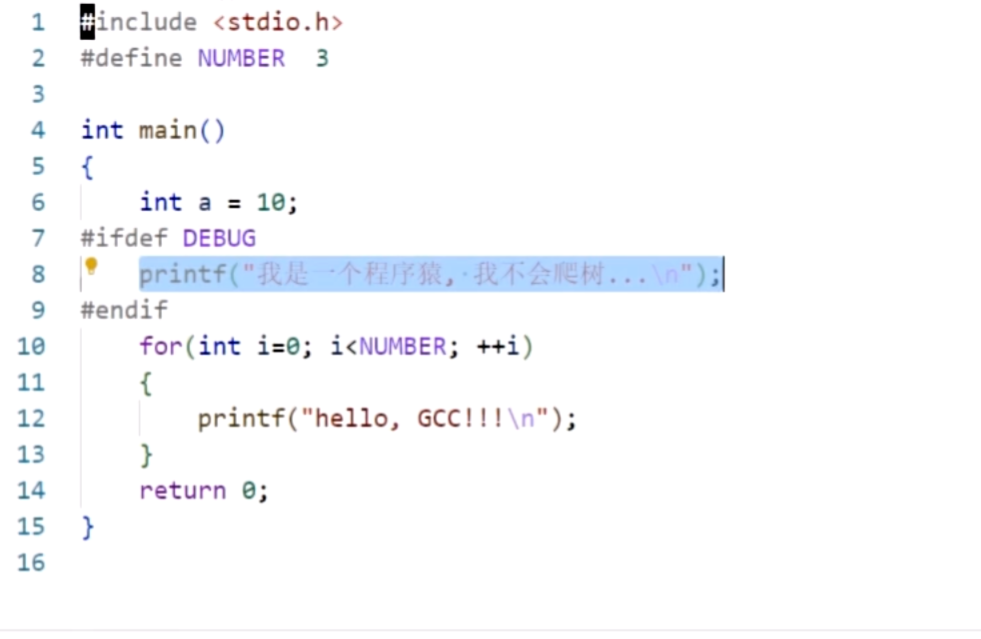 1 #include <stdio.h>
2 #define NUMBER  3
3
4 int main()
5 {
6     int a = 10;
7 #ifdef DEBUG
8     printf("我是一个程序猿, 我不会爬树...\n");
9 #endif
10     for(int i=0; i<NUMBER; ++i)
11     {
12         printf("hello, GCC!!!\n");
13     }
14     return 0;
15 }
16